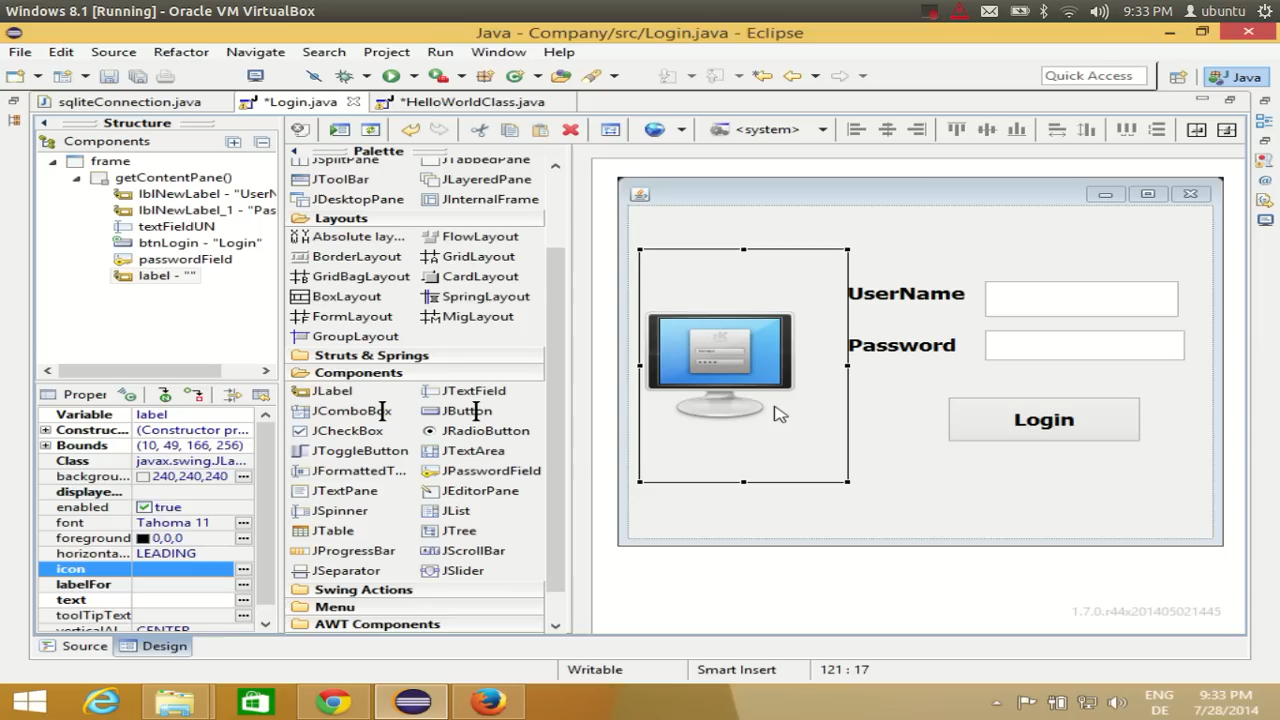 Windows 8.1 [Running] - Oracle VM VirtualBox
9:33 PM
ubuntu
Java - Company/src/Login.java - Eclipse
File Edit Source Refactor Navigate Search Project Run Window Help
Quick Access
Java
sqliteConnection.java
*Login.java
*HelloWorldClass.java
Structure
Components
frame
getContentPane()
lblNewLabel - "UserN
lblNewLabel_1 - "Pas
textFieldUN
btnLogin - "Login"
passwordField
label - ""
Proper
Variable label
Construc... (Constructor pr
Bounds (10, 49, 166, 256)
Class javax.swing.JLa
backgrou... 240,240,240
displaye...
enabled true
font Tahoma 11
foreground 0,0,0
horizonta... LEADING
icon
labelFor
text
toolTipText
verticalAl CENTER
Source
Design
Palette
JSplitPane JTabbedPane
JToolBar JLayeredPane
JDesktopPane JInternalFrame
Layouts
Absolute lay... FlowLayout
BorderLayout GridLayout
GridBagLayout CardLayout
BoxLayout SpringLayout
FormLayout MigLayout
GroupLayout
Struts & Springs
Components
JLabel JTextField
JComboBox JButton
JCheckBox JRadioButton
JToggleButton JTextArea
JFormattedT... JPasswordField
JTextPane JEditorPane
JSpinner JList
JTable JTree
JProgressBar JScrollBar
JSeparator JSlider
Swing Actions
Menu
AWT Components
<system>
UserName
Password
Login
1.7.0.r44x201405021445
Writable
Smart Insert
121 : 17
ENG
DE
9:33 PM
7/28/2014